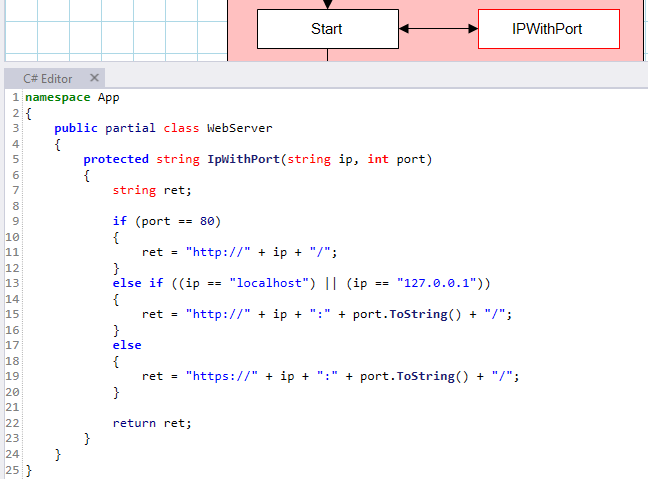 Start
IPWithPort
C# Editor
1 namespace App
2 {
3     public partial class WebServer
4     {
5         protected string IpWithPort(string ip, int port)
6         {
7             string ret;
8
9             if (port == 80)
10             {
11                 ret = "http://" + ip + "/";
12             }
13             else if ((ip == "localhost") || (ip == "127.0.0.1"))
14             {
15                 ret = "http://" + ip + ":" + port.ToString() + "/";
16             }
17             else
18             {
19                 ret = "https://" + ip + ":" + port.ToString() + "/";
20             }
21
22             return ret;
23         }
24     }
25 }